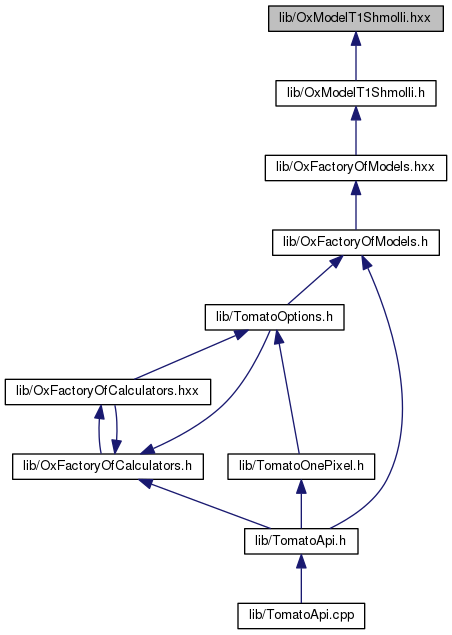 lib/OxModelT1Shmolli.hxx
lib/OxModelT1Shmolli.h
lib/OxFactoryOfModels.hxx
lib/OxFactoryOfModels.h
lib/TomatoOptions.h
lib/OxFactoryOfCalculators.hxx
lib/OxFactoryOfCalculators.h
lib/TomatoOnePixel.h
lib/TomatoApi.h
lib/TomatoApi.cpp